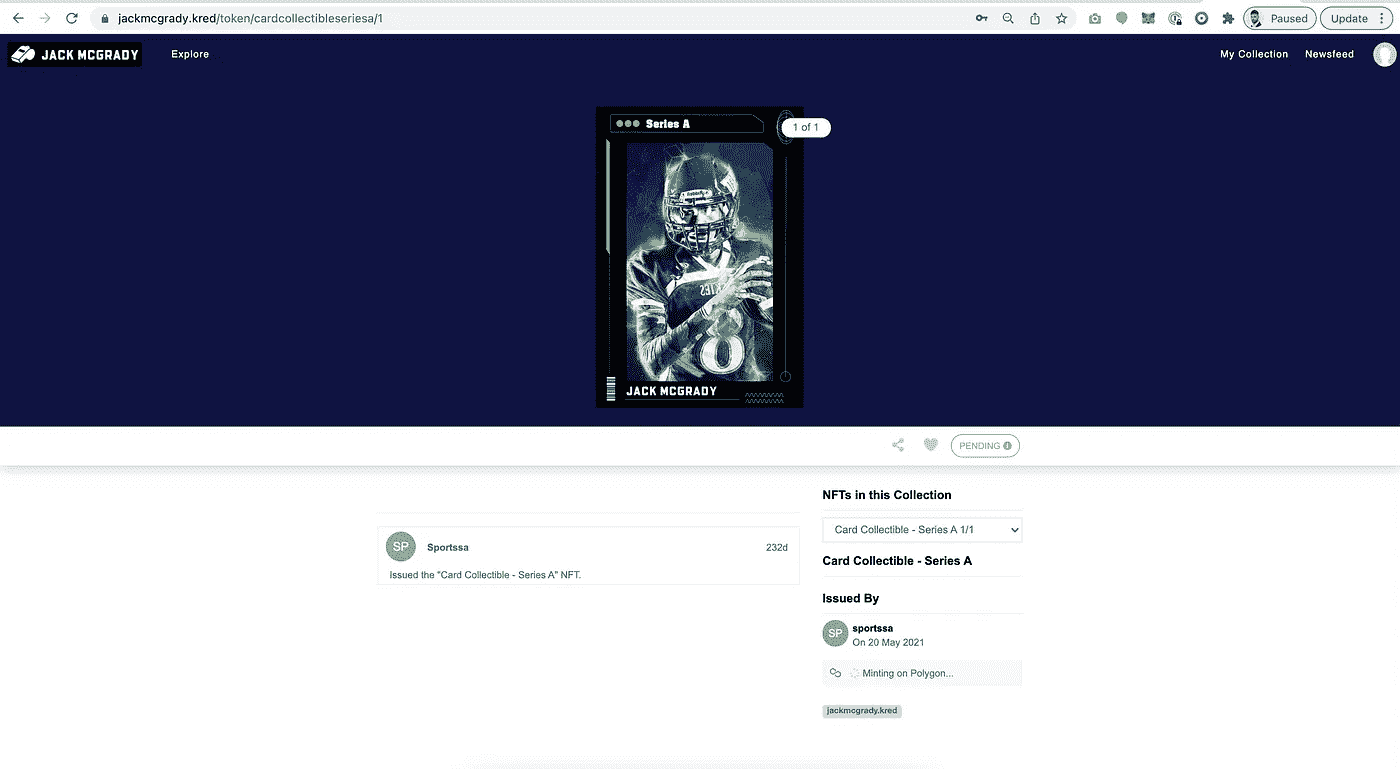 jackmcgrady.kred/token/cardcollectibleseriesa/1
Paused
Update
JACK MCGRADY
Explore
My Collection
Newsfeed
Series A
1 of 1
8
JACK MCGRADY
PENDING
NFTs in this Collection
Card Collectible - Series A 1/1
SP
Sportssa
232d
Issued the "Card Collectible - Series A" NFT.
Card Collectible - Series A
Issued By
SP
sportssa
On 20 May 2021
Minting on Polygon...
jackmcgrady.kred